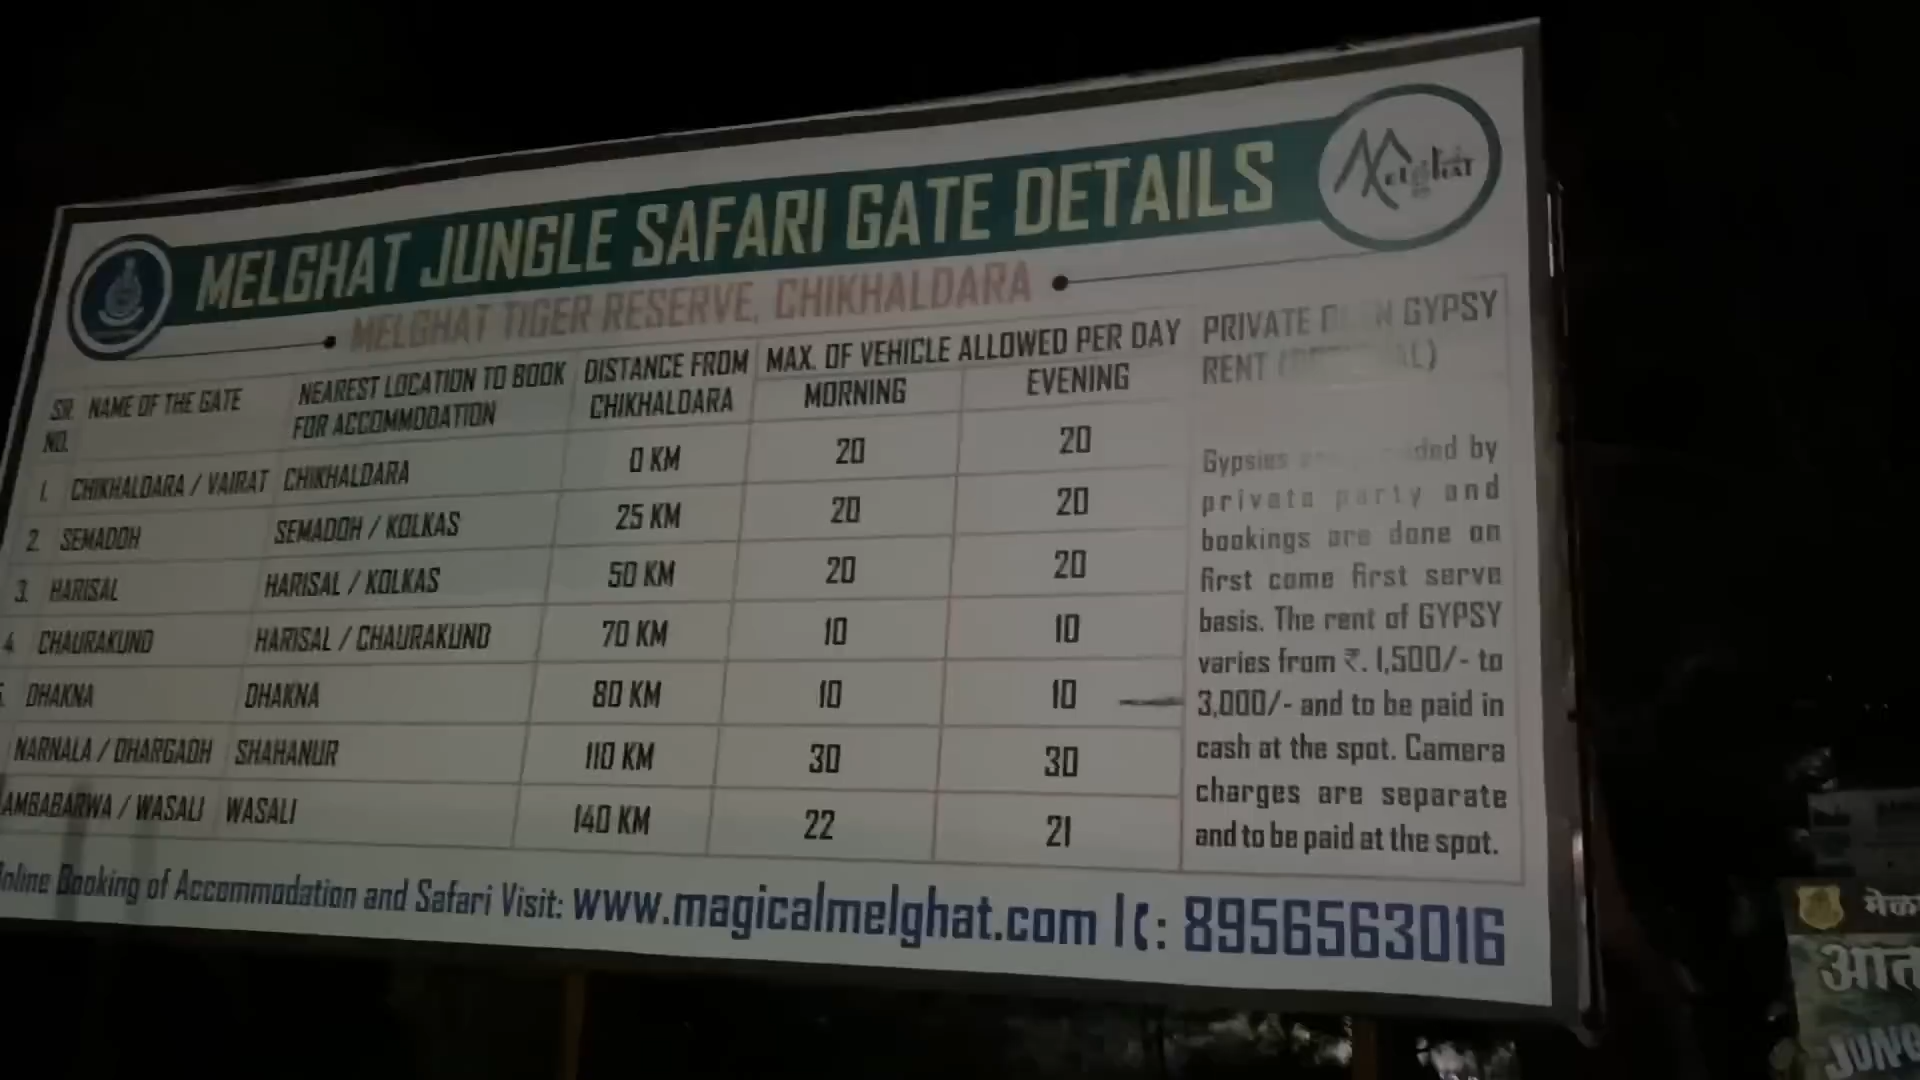 MELGHAT JUNGLE SAFARI GATE DETAILS
Melghat
MELGHAT TIGER RESERVE, CHIKHALDARA
SR. NO. NAME OF THE GATE NEAREST LOCATION TO BOOK FOR ACCOMMODATION DISTANCE FROM CHIKHALDARA MAX. OF VEHICLE ALLOWED PER DAY MORNING EVENING
1. CHIKHALDARA / VAIRAT CHIKHALDARA 0 KM 20 20
2. SEMADOH SEMADOH / KOLKAS 25 KM 20 20
3. HARISAL HARISAL / KOLKAS 50 KM 20 20
4. CHAURAKUND HARISAL / CHAURAKUND 70 KM 10 10
DHAKNA DHAKNA 80 KM 10 10
NARNALA / DHARGADH SHAHANUR 110 KM 30 30
AMBABARWA / WASALI WASALI 140 KM 22 21
PRIVATE GYPSY
RENT
Gypsies by
private party and
bookings are done on
first come first serve
basis. The rent of GYPSY
varies from ₹. 1,500/- to
3,000/- and to be paid in
cash at the spot. Camera
charges are separate
and to be paid at the spot.
Booking of Accommodation and Safari Visit: www.magicalmelghat.com | : 8956563016